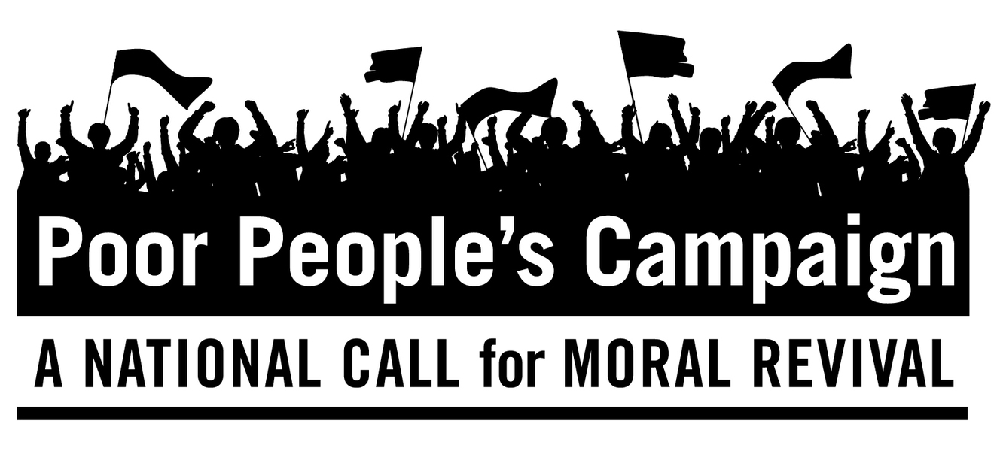 Poor People’s Campaign
A NATIONAL CALL for MORAL REVIVAL